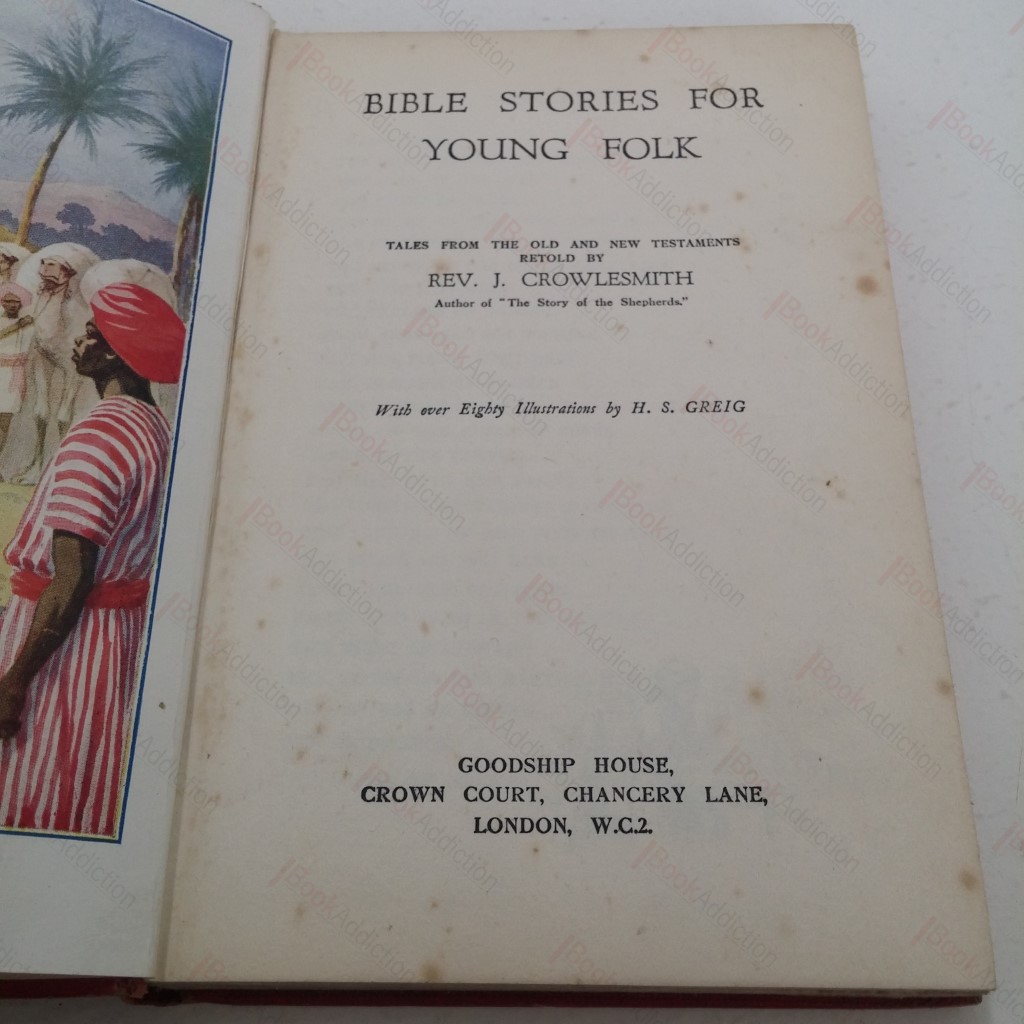 BIBLE STORIES FOR
YOUNG FOLK
TALES FROM THE OLD AND NEW TESTAMENTS
RETOLD BY
REV. J. CROWLESMITH
Author of "The Story of the Shepherds."
With over Eighty Illustrations by H. S. GREIG
GOODSHIP HOUSE,
CROWN COURT, CHANCERY LANE,
LONDON, W.C.2.
BookAddiction